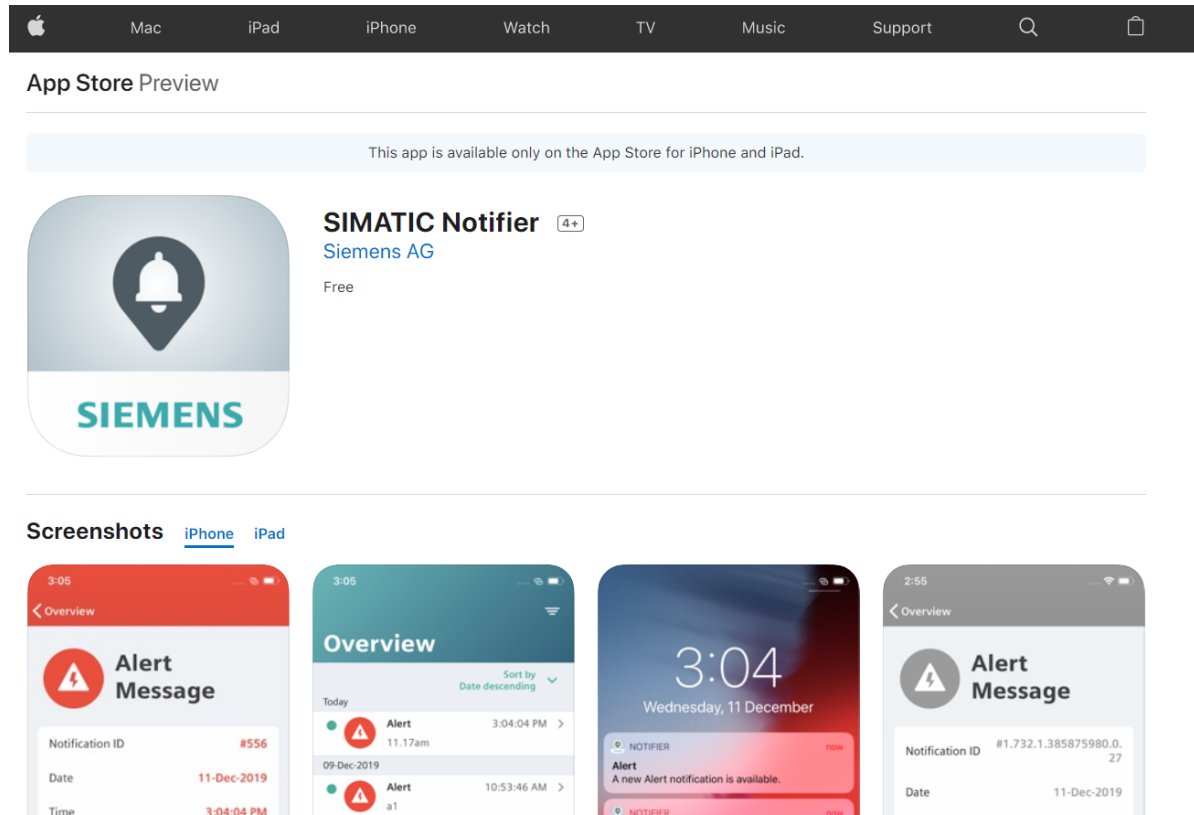 Mac iPad iPhone Watch TV Music Support
App Store Preview
This app is available only on the App Store for iPhone and iPad.
SIMATIC Notifier 4+
Siemens AG
Free
SIEMENS
Screenshots iPhone iPad
3:05
Overview
Alert
Message
Notification ID #556
Date 11-Dec-2019
Time 3:04:04 PM
3:05
Overview
Sort by
Date descending
Today
Alert 3:04:04 PM
11.17am
09-Dec-2019
Alert 10:53:46 AM
a1
3:04
Wednesday, 11 December
NOTIFIER now
Alert
A new Alert notification is available.
NOTIFIER now
2:55
Overview
Alert
Message
Notification ID #1.732.1.385875980.0.
27
Date 11-Dec-2019